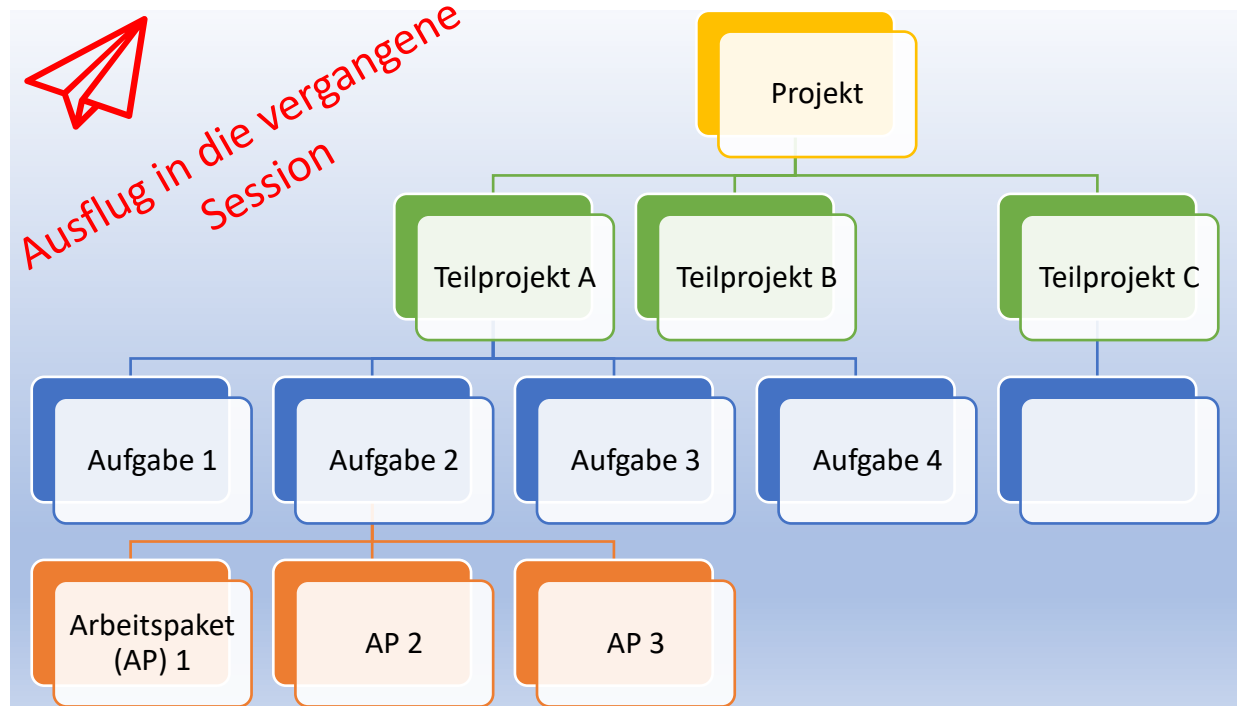 Ausflug in die vergangene
Session
Projekt
Teilprojekt A
Teilprojekt B
Teilprojekt C
Aufgabe 1
Aufgabe 2
Aufgabe 3
Aufgabe 4
Arbeitspaket
(AP) 1
AP 2
AP 3